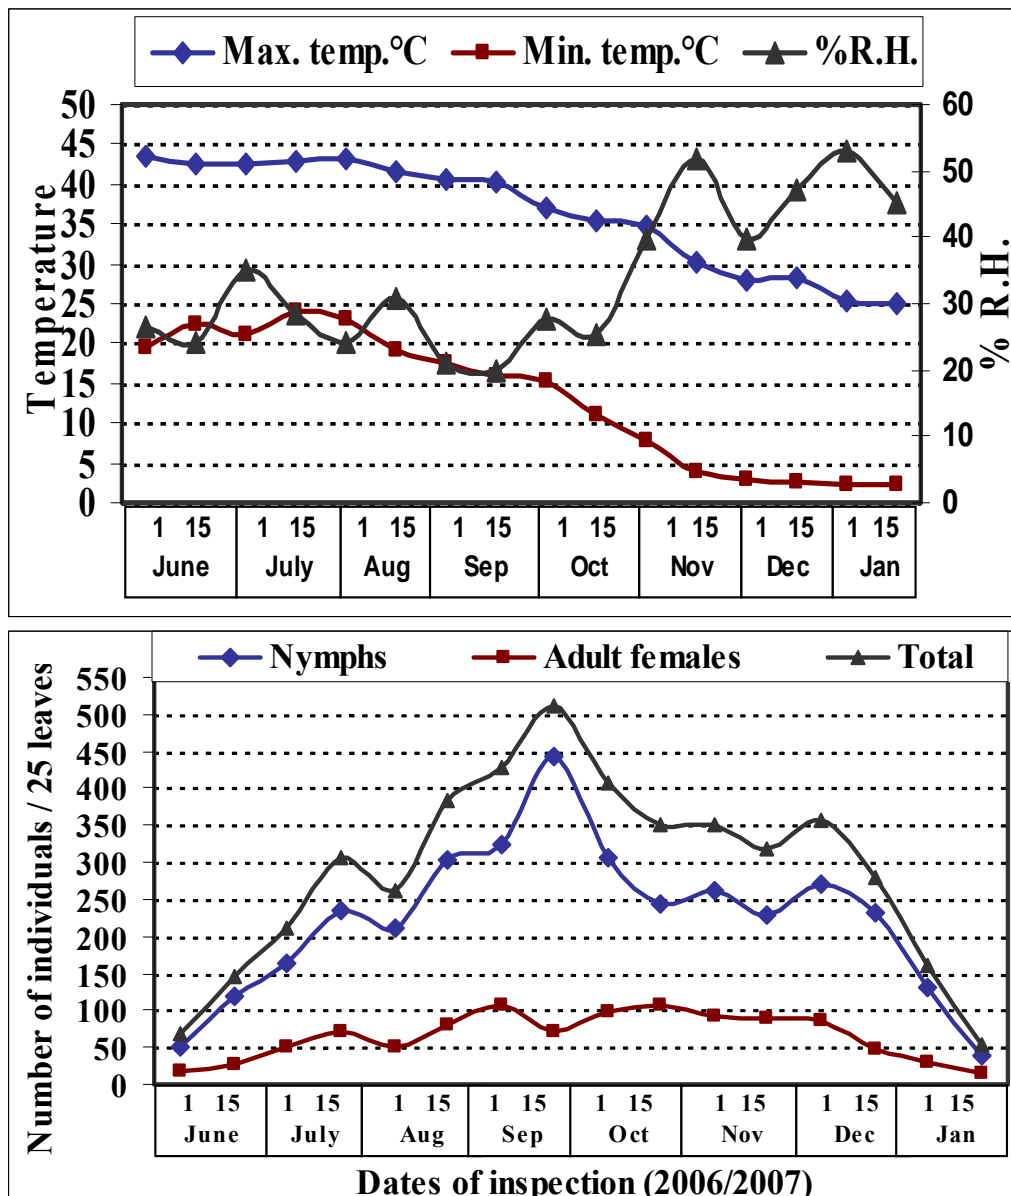 Max. temp.°C Min. temp.°C %R.H.
50 60
45
40 50
35
30 40
25 30
20
15 20
10 10
5
0 0
Temperature
% R.H.
1 15 1 15 1 15 1 15 1 15 1 15 1 15 1 15
June July Aug Sep Oct Nov Dec Jan
Nymphs Adult females Total
550
500
450
400
350
300
250
200
150
100
50
0
Number of individuals / 25 leaves
1 15 1 15 1 15 1 15 1 15 1 15 1 15 1 15
June July Aug Sep Oct Nov Dec Jan
Dates of inspection (2006/2007)